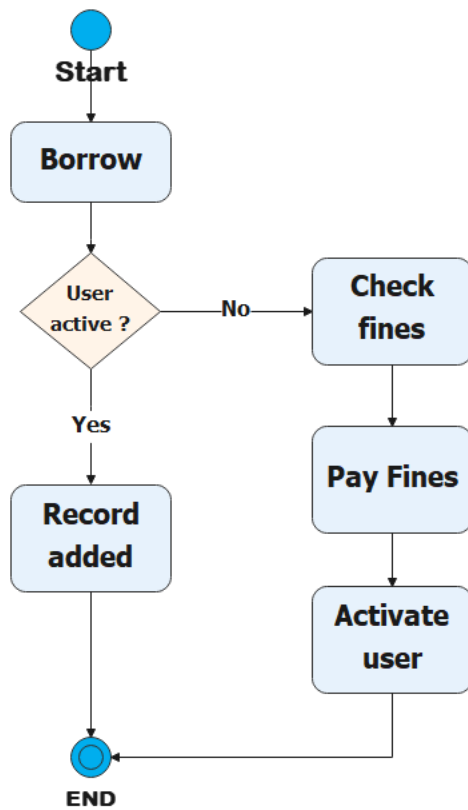 Start
Borrow
User
active ?
No
Check
fines
Yes
Pay Fines
Record
added
Activate
user
END